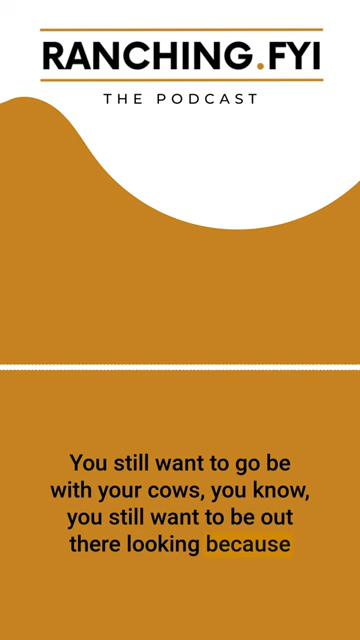 RANCHING.FYI
THE PODCAST
You still want to go be
with your cows, you know,
you still want to be out
there looking because